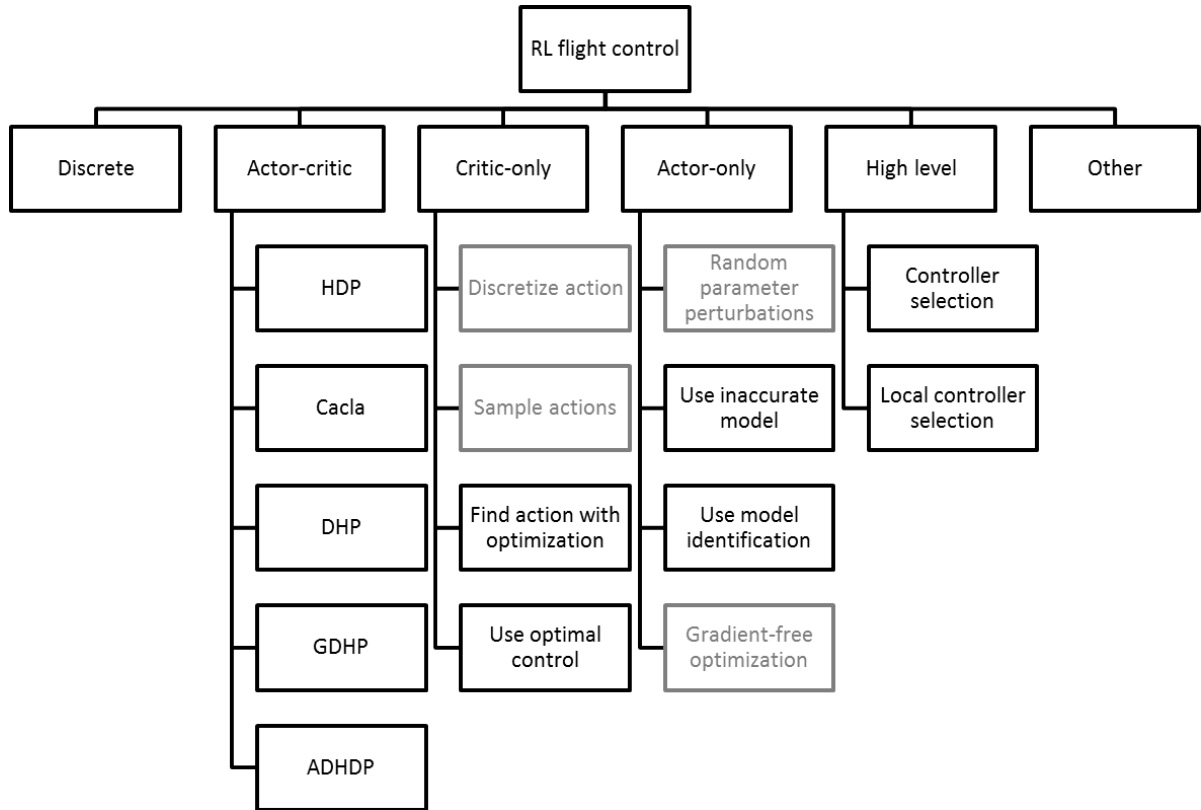 RL flight control
Discrete
Actor-critic
Critic-only
Actor-only
High level
Other
HDP
Cacla
DHP
GDHP
ADHDP
Discretize action
Sample actions
Find action with
optimization
Use optimal
control
Random
parameter
perturbations
Use inaccurate
model
Use model
identification
Gradient-free
optimization
Controller
selection
Local controller
selection